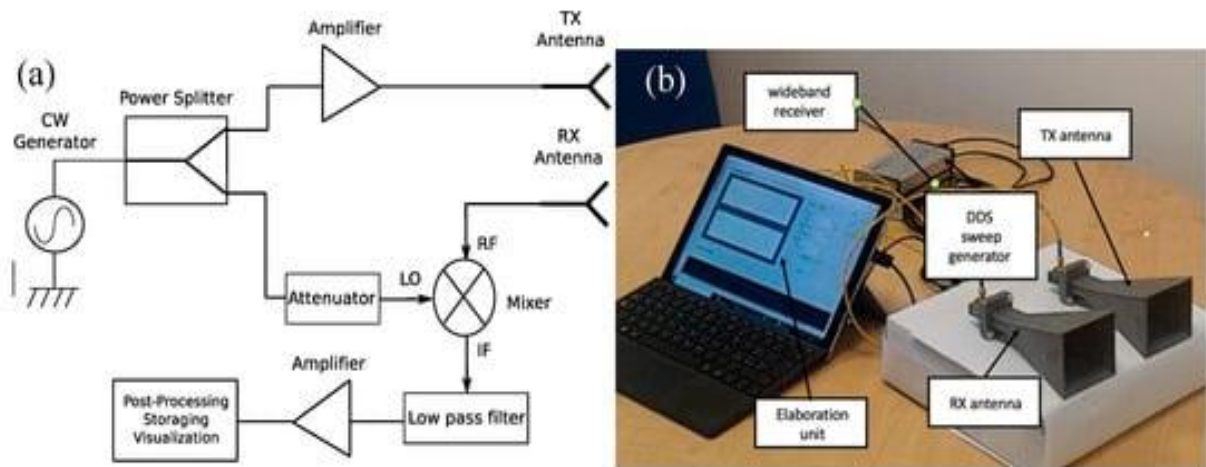 (a)
CW
Generator
Power Splitter
Amplifier
TX
Antenna
RX
Antenna
RF
LO
Attenuator
Mixer
IF
Amplifier
Low pass filter
Post-Processing
Storaging
Visualization
(b)
wideband
receiver
TX antenna
DDS
sweep
generator
RX antenna
Elaboration
unit